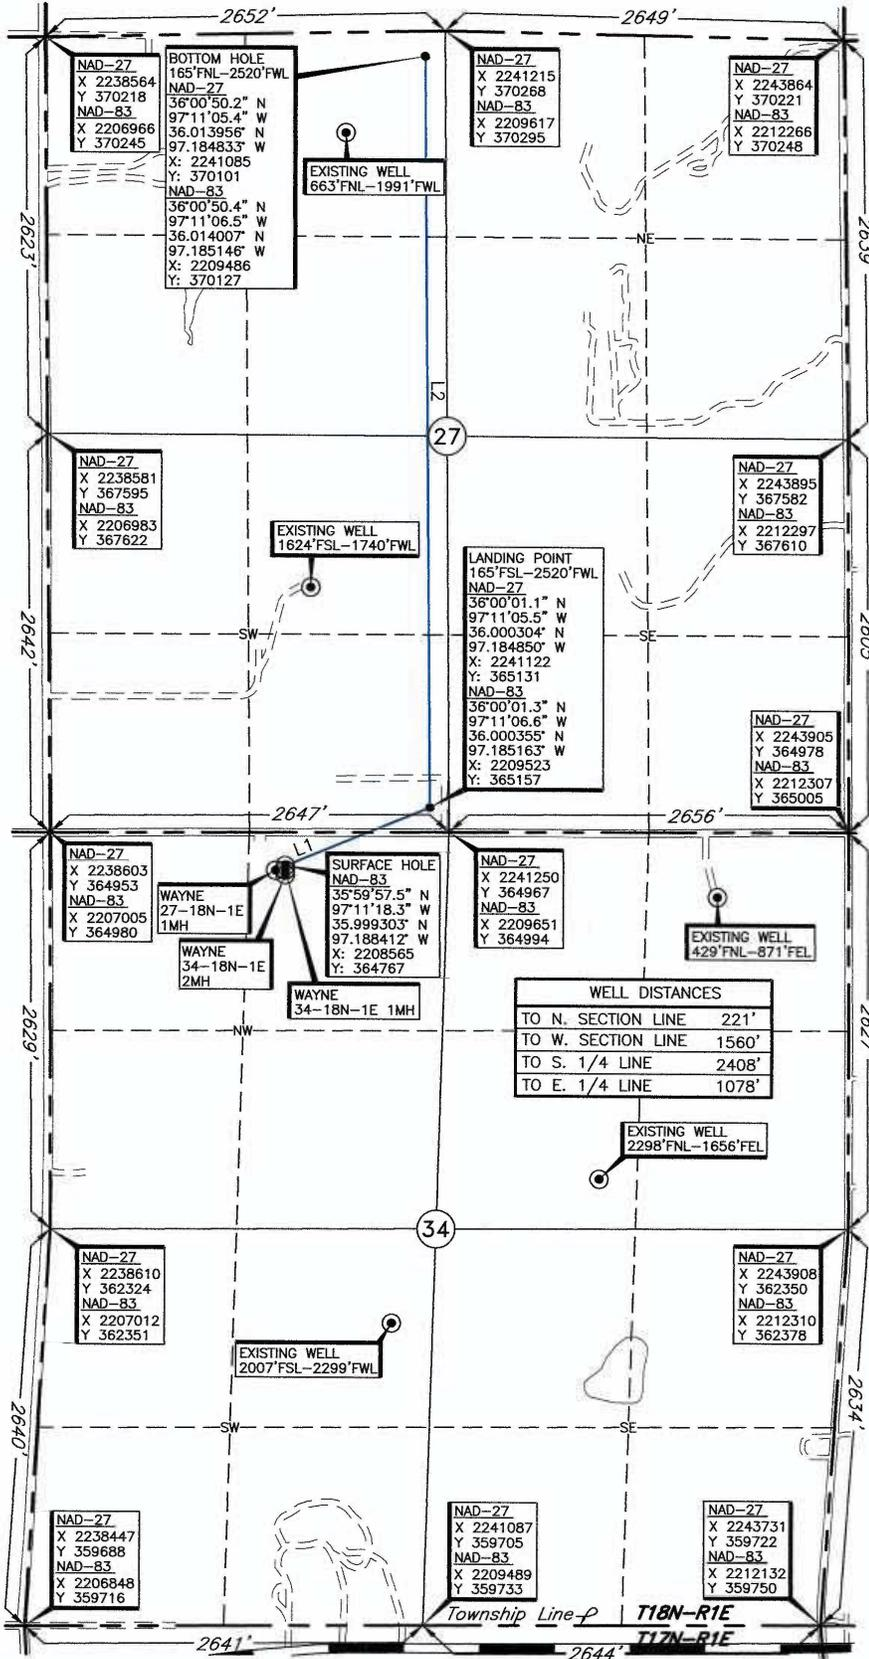 2652'
2649'
NAD-27
X 2238564
Y 370218
NAD-83
X 2206966
Y 370245
BOTTOM HOLE
165'FNL-2520'FWL
NAD-27
36°00'50.2" N
97°11'05.4" W
36.013956° N
97.184833° W
X: 2241085
Y: 370101
NAD-83
36°00'50.4" N
97°11'06.5" W
36.014007° N
97.185146° W
X: 2209486
Y: 370127
NAD-27
X 2241215
Y 370268
NAD-83
X 2209617
Y 370295
NAD-27
X 2243864
Y 370221
NAD-83
X 2212266
Y 370248
EXISTING WELL
663'FNL-1991'FWL
2623'
2639'
NE
L2
27
NAD-27
X 2238581
Y 367595
NAD-83
X 2206983
Y 367622
NAD-27
X 2243895
Y 367582
NAD-83
X 2212297
Y 367610
EXISTING WELL
1624'FSL-1740'FWL
LANDING POINT
165'FSL-2520'FWL
NAD-27
36°00'01.1" N
97°11'05.5" W
36.000304° N
97.184850° W
X: 2241122
Y: 365131
NAD-83
36°00'01.3" N
97°11'06.6" W
36.000355° N
97.185163° W
X: 2209523
Y: 365157
2642'
2605'
SW
SE
NAD-27
X 2243905
Y 364978
NAD-83
X 2212307
Y 365005
2647'
2656'
L1
NAD-27
X 2238603
Y 364953
NAD-83
X 2207005
Y 364980
WAYNE
27-18N-1E
1MH
WAYNE
34-18N-1E
2MH
WAYNE
34-18N-1E 1MH
SURFACE HOLE
NAD-83
35°59'57.5" N
97°11'18.3" W
35.999303° N
97.188412° W
X: 2208565
Y: 364767
NAD-27
X 2241250
Y 364967
NAD-83
X 2209651
Y 364994
EXISTING WELL
429'FNL-871'FEL
WELL DISTANCES
TO N. SECTION LINE 221'
TO W. SECTION LINE 1560'
TO S. 1/4 LINE 2408'
TO E. 1/4 LINE 1078'
2629'
2627'
NW
EXISTING WELL
2298'FNL-1656'FEL
34
NAD-27
X 2238610
Y 362324
NAD-83
X 2207012
Y 362351
NAD-27
X 2243908
Y 362350
NAD-83
X 2212310
Y 362378
EXISTING WELL
2007'FSL-2299'FWL
2640'
2634'
SW
SE
NAD-27
X 2238447
Y 359688
NAD-83
X 2206848
Y 359716
NAD-27
X 2241087
Y 359705
NAD-83
X 2209489
Y 359733
NAD-27
X 2243731
Y 359722
NAD-83
X 2212132
Y 359750
Township Line
T18N-R1E
T17N-R1E
2641'
2644'